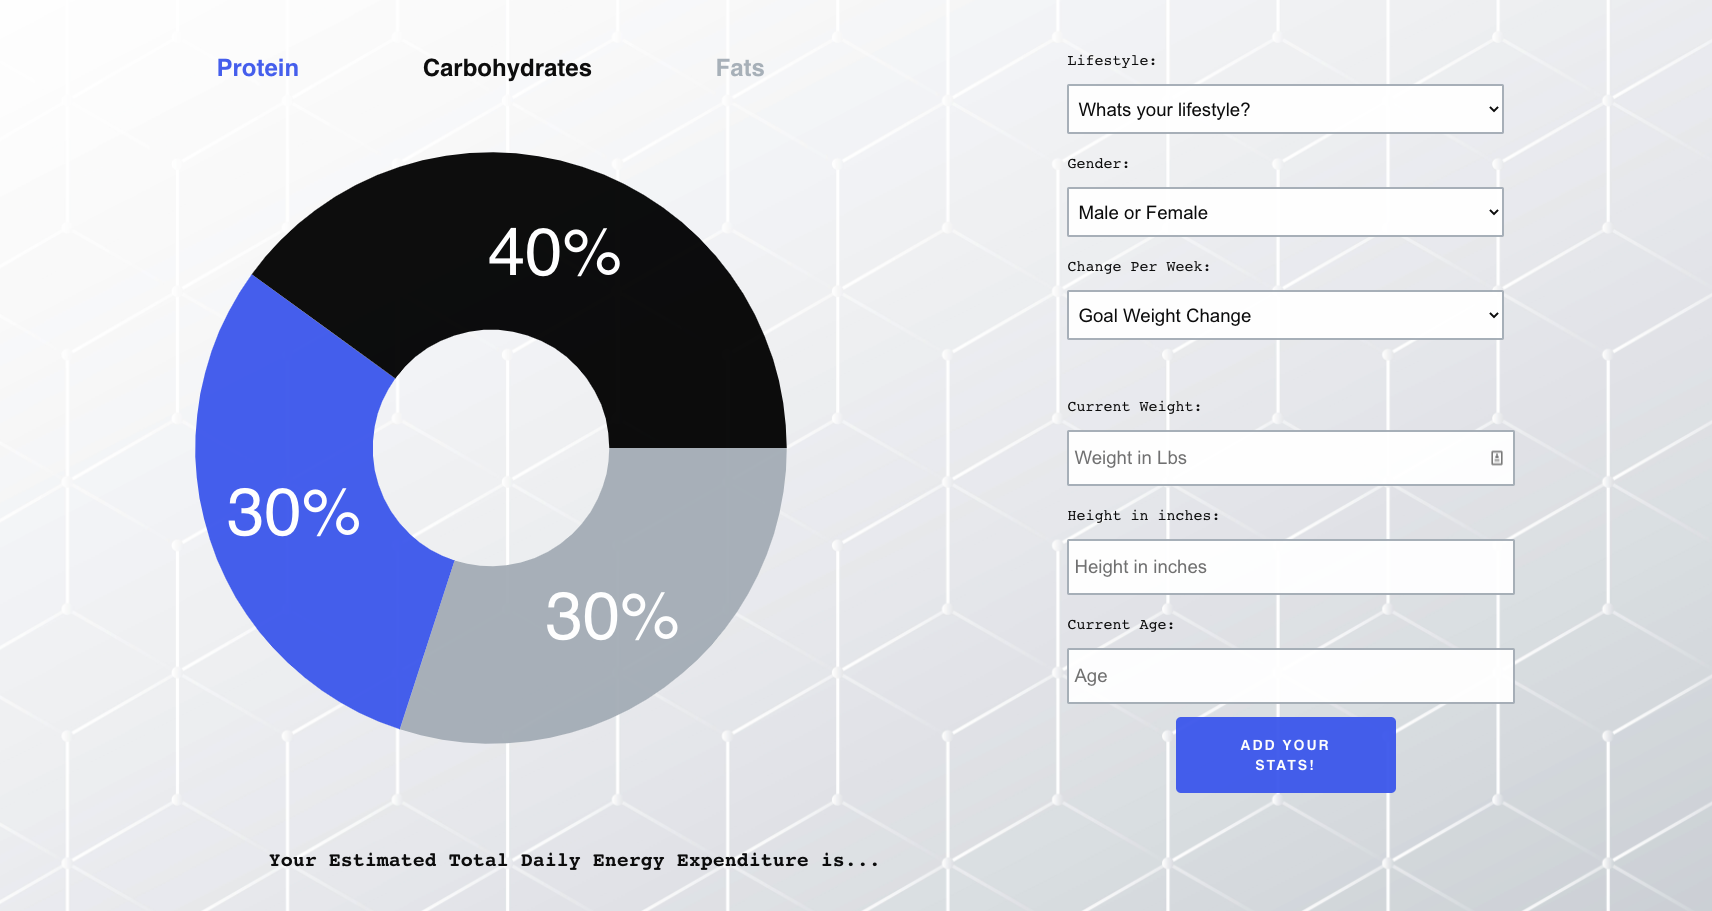 Protein
Carbohydrates
Fats
40%
30%
30%
Your Estimated Total Daily Energy Expenditure is...
Lifestyle:
Whats your lifestyle?
Gender:
Male or Female
Change Per Week:
Goal Weight Change
Current Weight:
Weight in Lbs
Height in inches:
Height in inches
Current Age:
Age
ADD YOUR
STATS!